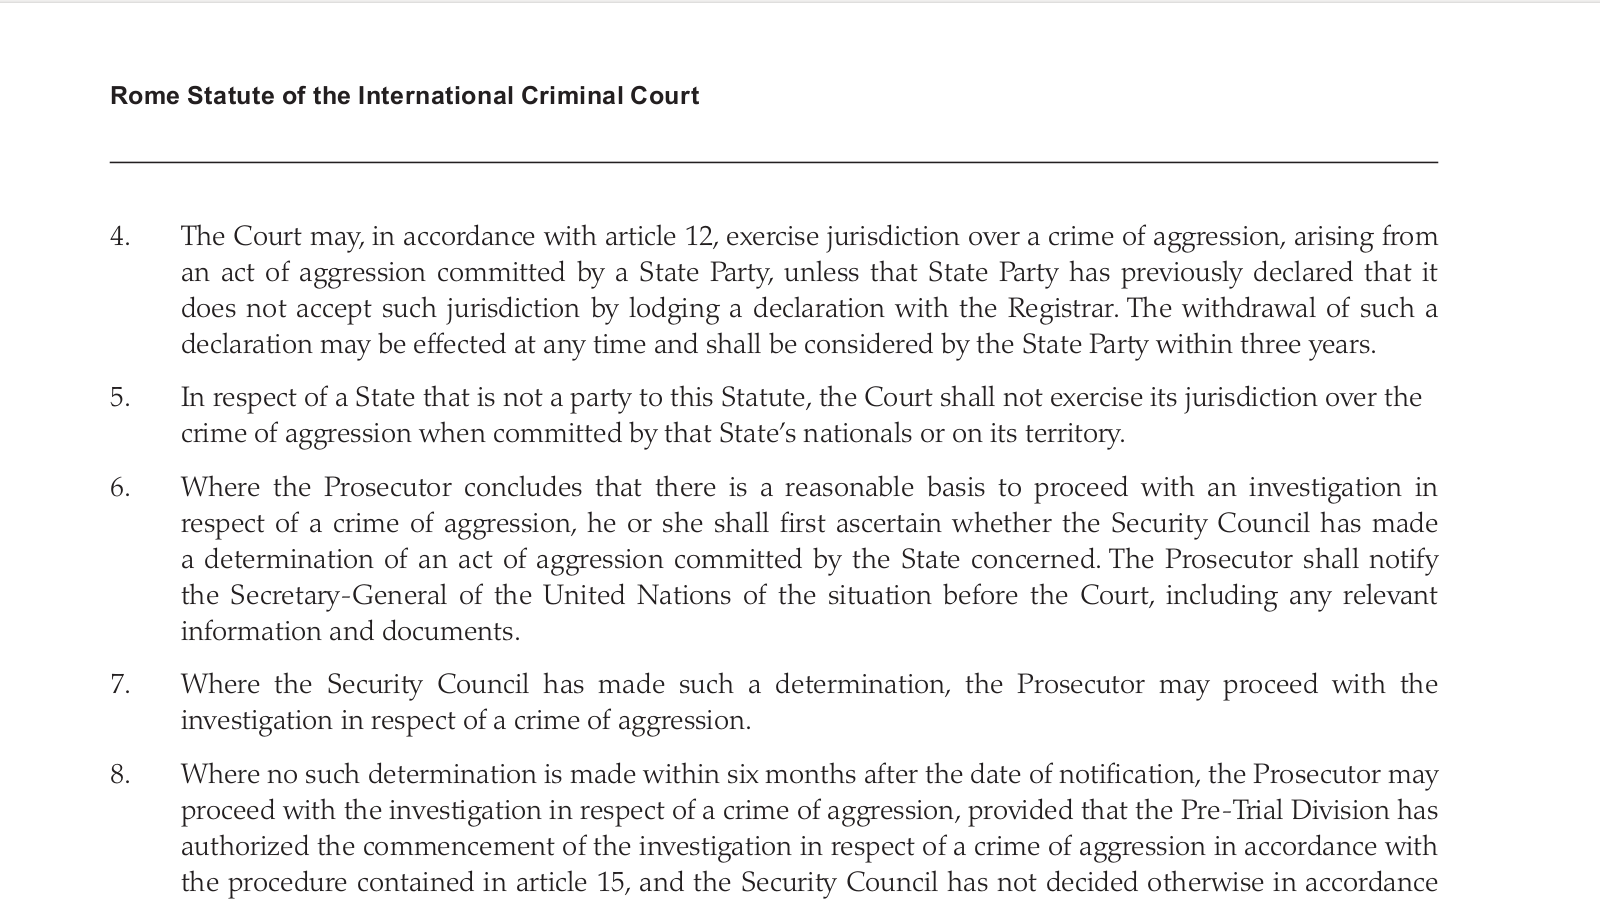 Rome Statute of the International Criminal Court
4. The Court may, in accordance with article 12, exercise jurisdiction over a crime of aggression, arising from
an act of aggression committed by a State Party, unless that State Party has previously declared that it
does not accept such jurisdiction by lodging a declaration with the Registrar. The withdrawal of such a
declaration may be effected at any time and shall be considered by the State Party within three years.
5. In respect of a State that is not a party to this Statute, the Court shall not exercise its jurisdiction over the
crime of aggression when committed by that State’s nationals or on its territory.
6. Where the Prosecutor concludes that there is a reasonable basis to proceed with an investigation in
respect of a crime of aggression, he or she shall first ascertain whether the Security Council has made
a determination of an act of aggression committed by the State concerned. The Prosecutor shall notify
the Secretary-General of the United Nations of the situation before the Court, including any relevant
information and documents.
7. Where the Security Council has made such a determination, the Prosecutor may proceed with the
investigation in respect of a crime of aggression.
8. Where no such determination is made within six months after the date of notification, the Prosecutor may
proceed with the investigation in respect of a crime of aggression, provided that the Pre-Trial Division has
authorized the commencement of the investigation in respect of a crime of aggression in accordance with
the procedure contained in article 15, and the Security Council has not decided otherwise in accordance